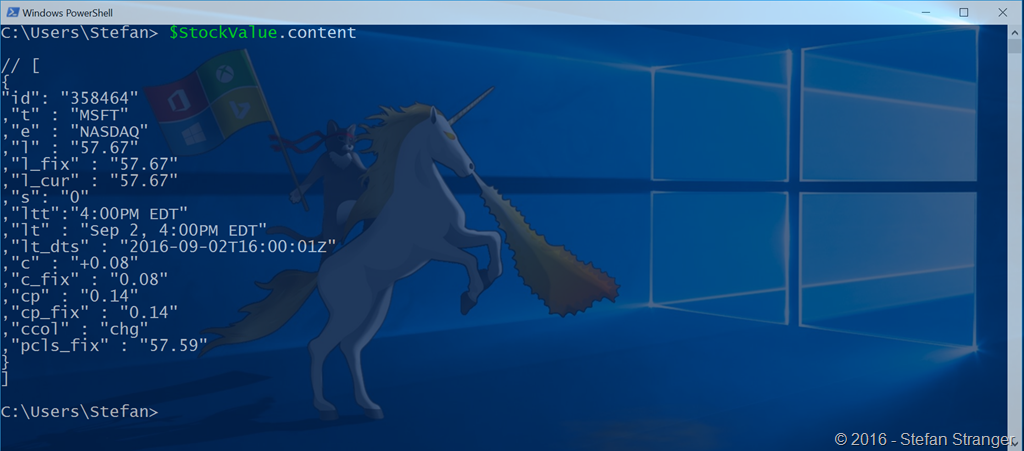 Windows PowerShell
C:\Users\Stefan> $StockValue.content
// [
{
"id": "358464"
,"t" : "MSFT"
,"e" : "NASDAQ"
,"l" : "57.67"
,"l_fix" : "57.67"
,"l_cur" : "57.67"
,"s": "0"
,"ltt":"4:00PM EDT"
,"lt" : "Sep 2, 4:00PM EDT"
,"lt_dts" : "2016-09-02T16:00:01Z"
,"c" : "+0.08"
,"c_fix" : "0.08"
,"cp" : "0.14"
,"cp_fix" : "0.14"
,"ccol" : "chg"
,"pcls_fix" : "57.59"
}
]
C:\Users\Stefan>
© 2016 - Stefan Stranger